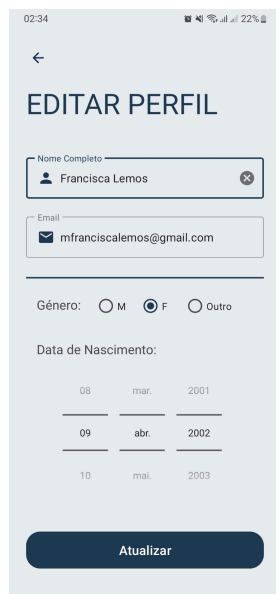 02:34 22%
EDITAR PERFIL
Nome Completo
Francisca Lemos
Email
mfranciscalemos@gmail.com
Género: M F Outro
Data de Nascimento:
08 mar. 2001
09 abr. 2002
10 mai. 2003
Atualizar